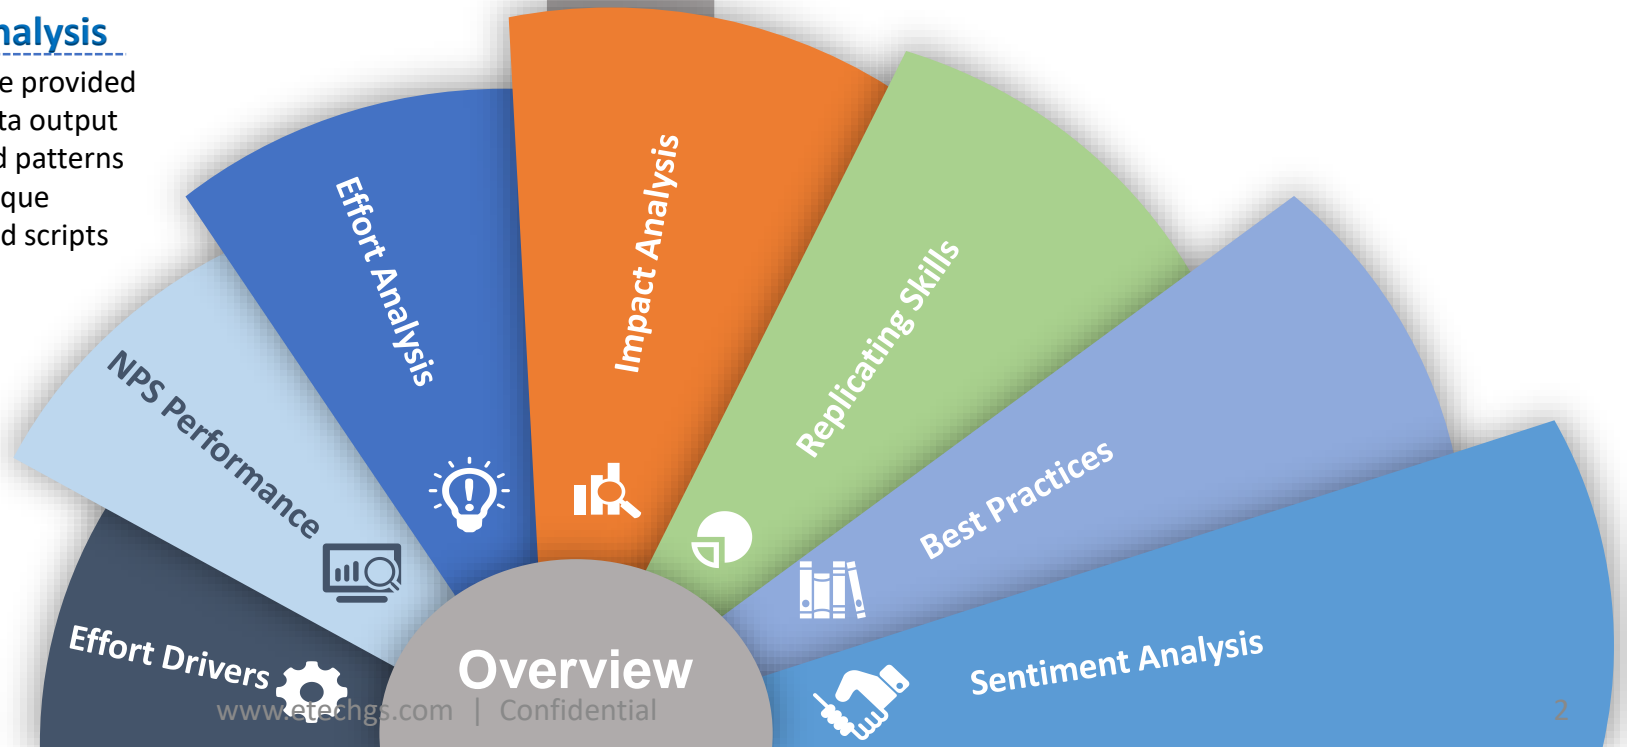 nalysis
e provided
ta output
d patterns
que
d scripts
Effort Analysis
Impact Analysis
Replicating Skills
NPS Performance
Best Practices
Effort Drivers
Overview
Sentiment Analysis
www.etechgs.com | Confidential
2